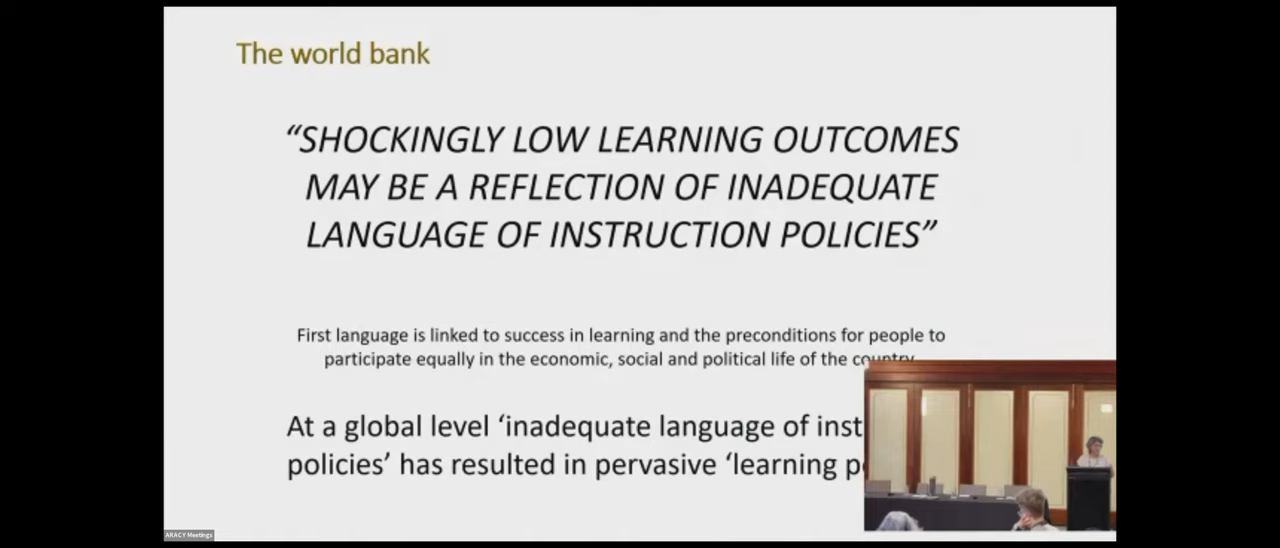 The world bank
“SHOCKINGLY LOW LEARNING OUTCOMES
MAY BE A REFLECTION OF INADEQUATE
LANGUAGE OF INSTRUCTION POLICIES”
First language is linked to success in learning and the preconditions for people to
participate equally in the economic, social and political life of the country
At a global level ‘inadequate language of inst
policies’ has resulted in pervasive ‘learning p
ARACY Meetings